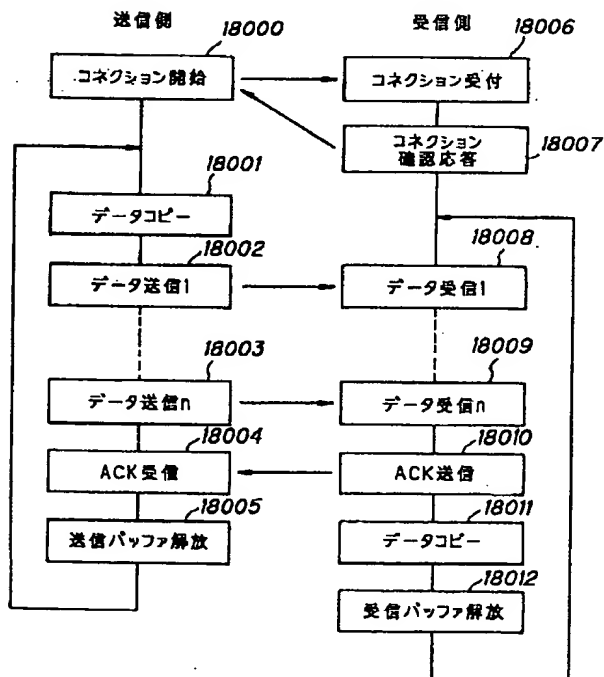 送信側
受信側
18000
18006
コネクション開始
コネクション受付
コネクション
確認応答
18007
18001
データコピー
18002
18008
データ送信1
データ受信1
18003
18009
データ送信n
データ受信n
18004
18010
ACK受信
ACK送信
18005
18011
送信バッファ解放
データコピー
18012
受信バッファ解放